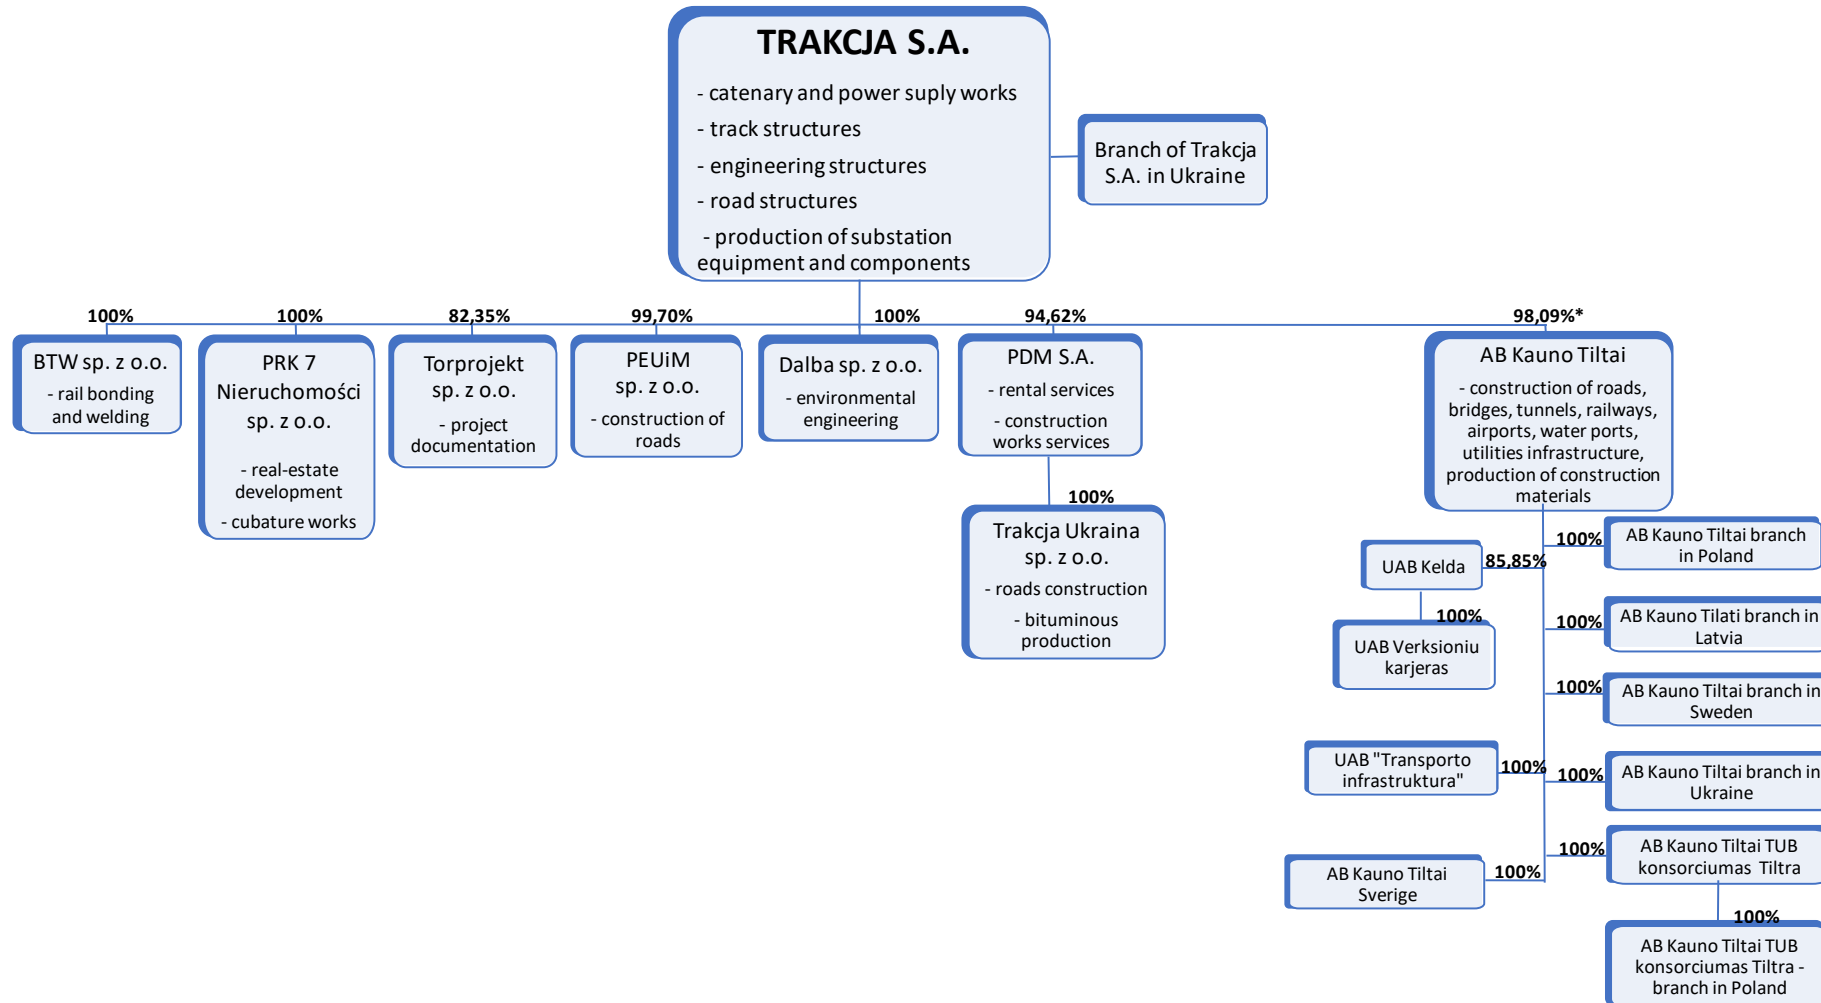 TRAKCJA S.A.
- catenary and power suply works
- track structures
- engineering structures
- road structures
- production of substation
equipment and components
Branch of Trakcja
S.A. in Ukraine
100%
BTW sp. z o.o.
- rail bonding
and welding
100%
PRK 7
Nieruchomości
sp. z o.o.
- real-estate
development
- cubature works
82,35%
Torprojekt
sp. z o.o.
- project
documentation
99,70%
PEUiM
sp. z o.o.
- construction of
roads
100%
Dalba sp. z o.o.
- environmental
engineering
94,62%
PDM S.A.
- rental services
- construction
works services
100%
Trakcja Ukraina
sp. z o.o.
- roads construction
- bituminous
production
98,09%*
AB Kauno Tiltai
- construction of roads,
bridges, tunnels, railways,
airports, water ports,
utilities infrastructure,
production of construction
materials
85,85%
UAB Kelda
100%
UAB Verksioniu
karjeras
100%
UAB "Transporto
infrastruktura"
100%
AB Kauno Tiltai
Sverige
100%
AB Kauno Tiltai branch
in Poland
100%
AB Kauno Tilati branch in
Latvia
100%
AB Kauno Tiltai branch in
Sweden
100%
AB Kauno Tiltai branch in
Ukraine
100%
AB Kauno Tiltai TUB
konsorciumas Tiltra
100%
AB Kauno Tiltai TUB
konsorciumas Tiltra -
branch in Poland